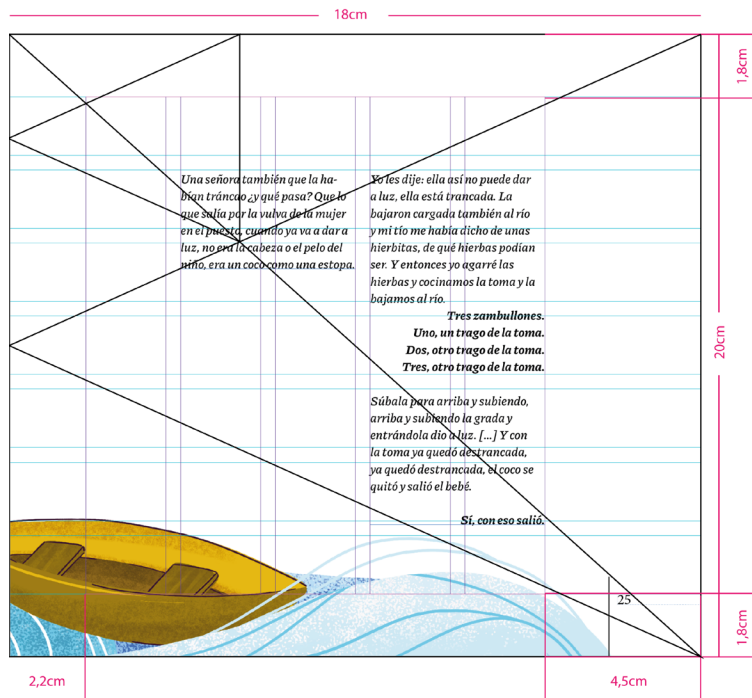 18cm
1,8cm
Una señora también que la ha-
bían tráncao ¿y qué pasa? Que lo
que salía por la vulva de la mujer
en el puesto, cuando ya va a dar a
luz, no era la cabeza o el pelo del
niño, era un coco como una estopa.
Yo les dije: ella así no puede dar
a luz, ella está trancada. La
bajaron cargada también al río
y mi tío me había dicho de unas
hierbitas, de qué hierbas podían
ser. Y entonces yo agarré las
hierbas y cocinamos la toma y la
bajamos al río.
Tres zambullones.
Uno, un trago de la toma.
Dos, otro trago de la toma.
Tres, otro trago de la toma.
Súbala para arriba y subiendo,
arriba y subiendo la grada y
entrándola dio a luz. [...] Y con
la toma ya quedó destrancada,
ya quedó destrancada, el coco se
quitó y salió el bebé.
Sí, con eso salió.
20cm
25
1,8cm
2,2cm
4,5cm